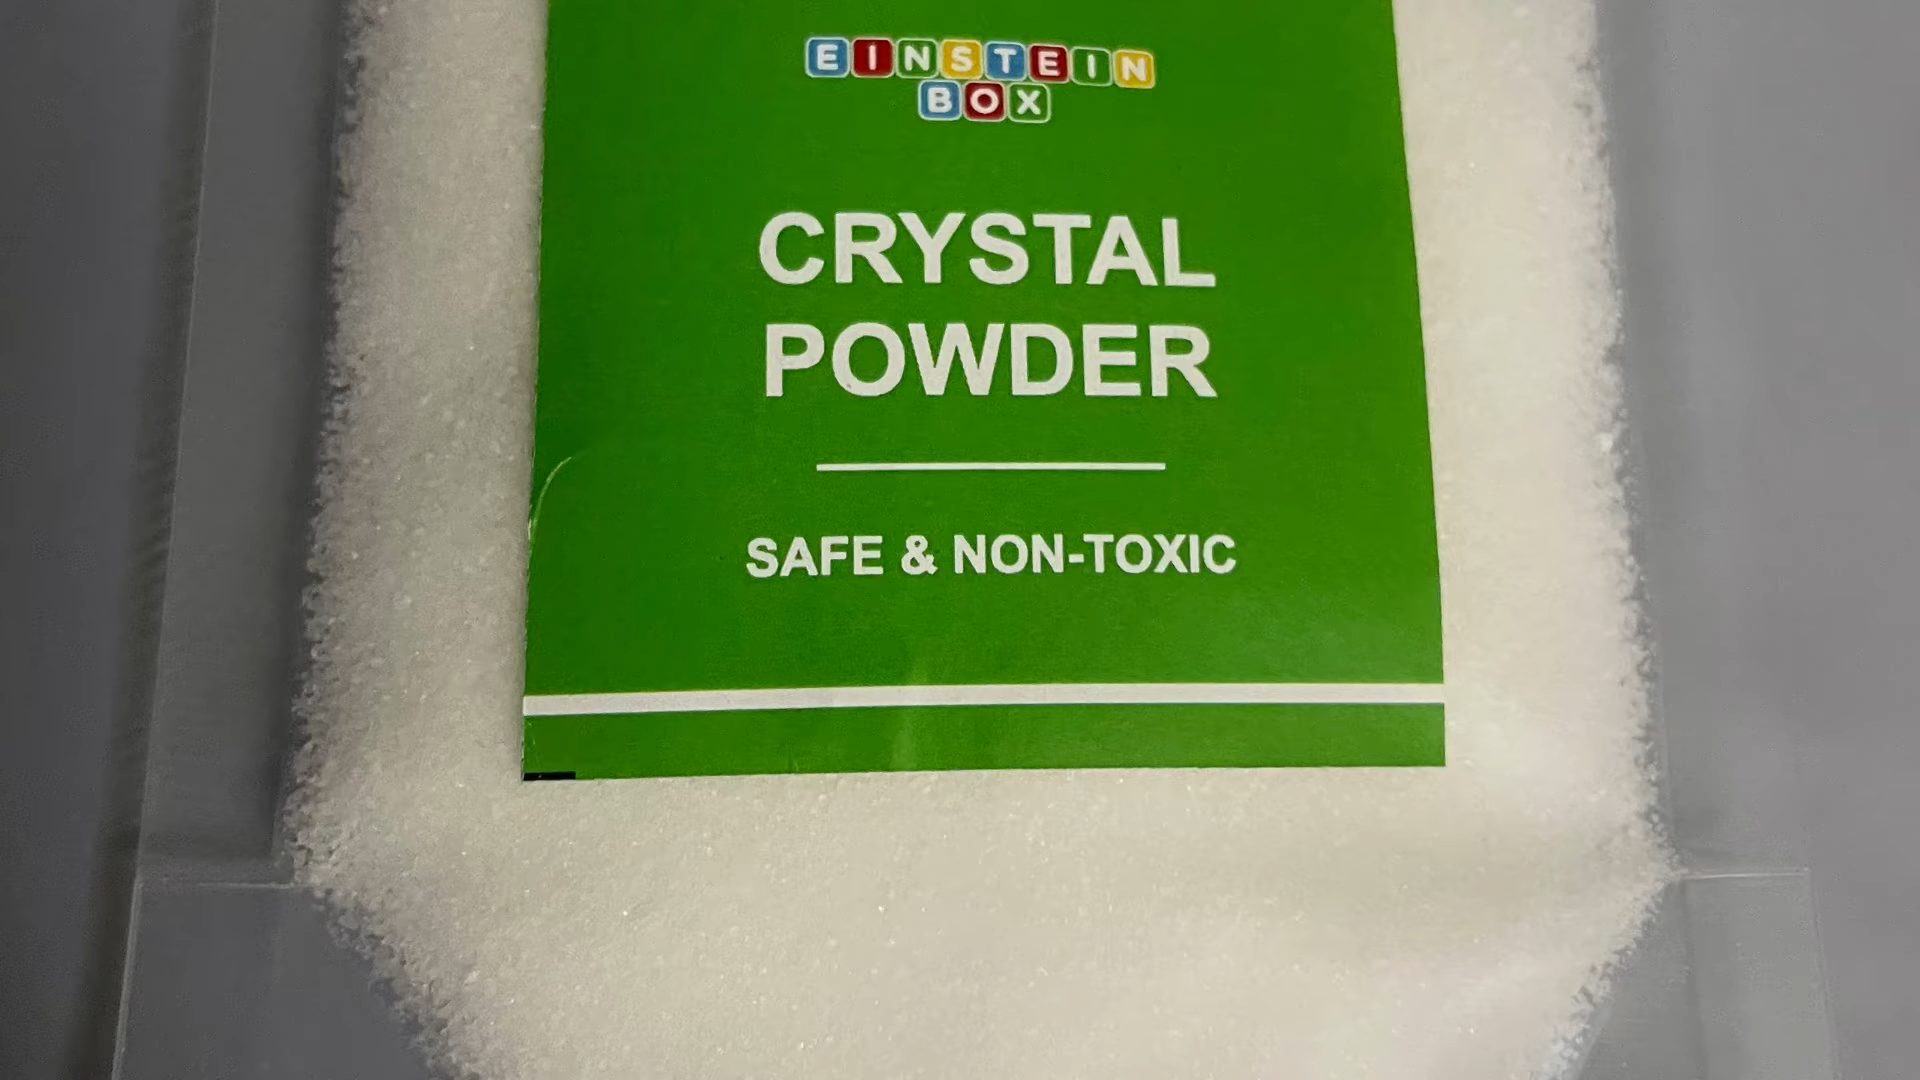 EINSTEIN
BOX
CRYSTAL
POWDER
SAFE & NON-TOXIC